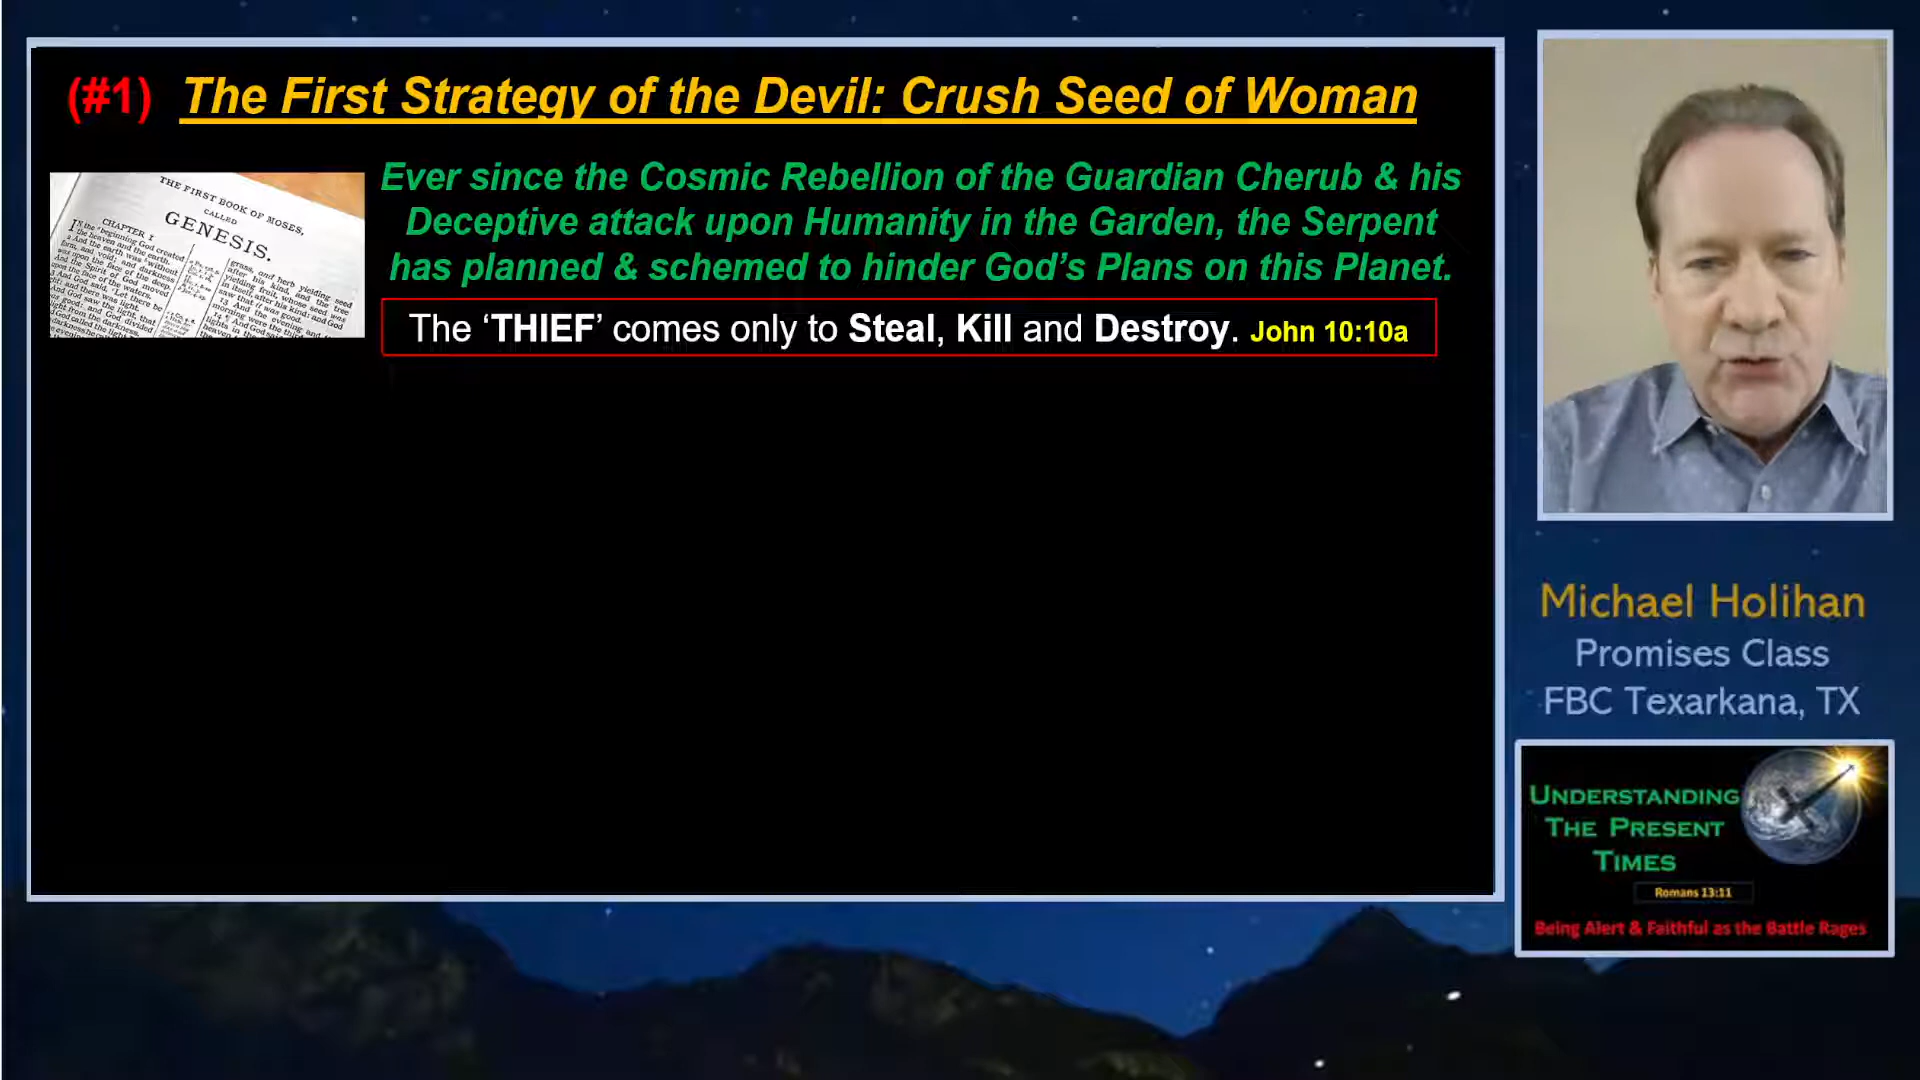 (#1) The First Strategy of the Devil: Crush Seed of Woman
Ever since the Cosmic Rebellion of the Guardian Cherub & his
Deceptive attack upon Humanity in the Garden, the Serpent
has planned & schemed to hinder God’s Plans on this Planet.
The ‘THIEF’ comes only to Steal, Kill and Destroy. John 10:10a
THE FIRST BOOK OF MOSES,
CALLED
GENESIS.
CHAPTER 1
Michael Holihan
Promises Class
FBC Texarkana, TX
UNDERSTANDING
THE PRESENT
TIMES
Romans 13:11
Being Alert & Faithful as the Battle Rages